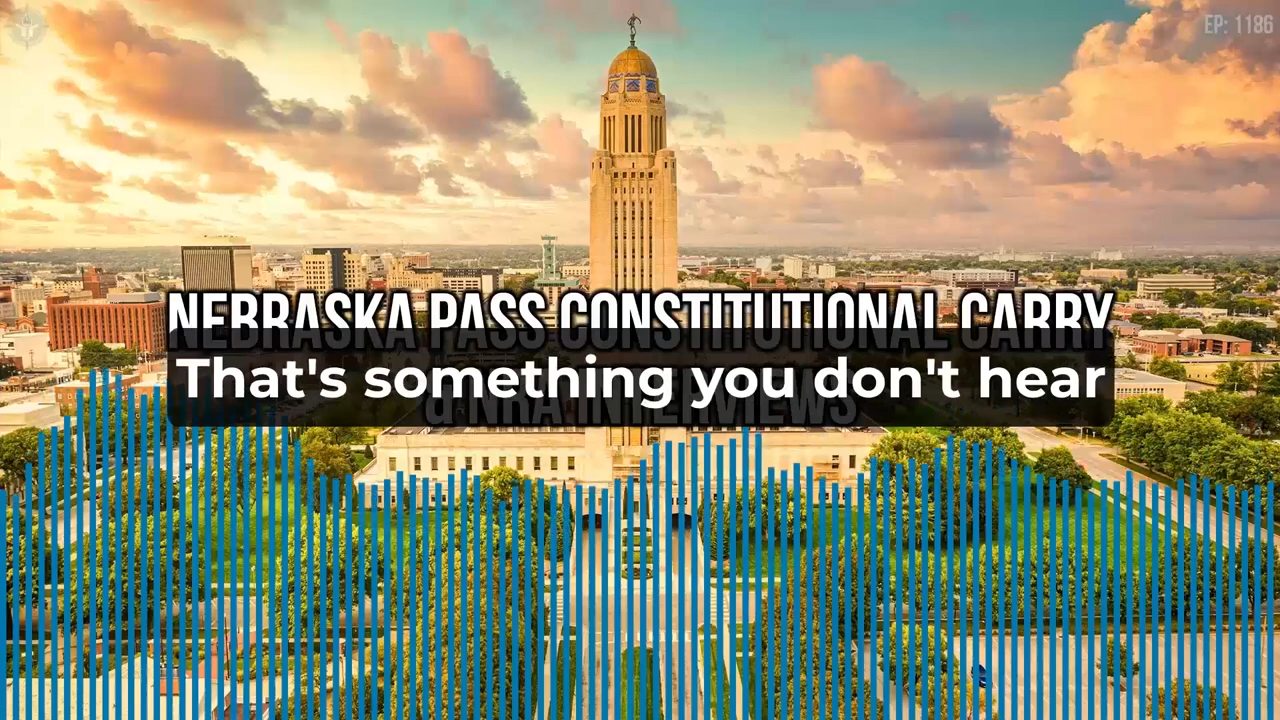 EP: 1186
NEBRASKA PASS CONSTITUTIONAL CARRY
That's something you don't hear
& NRA INTERVIEWS